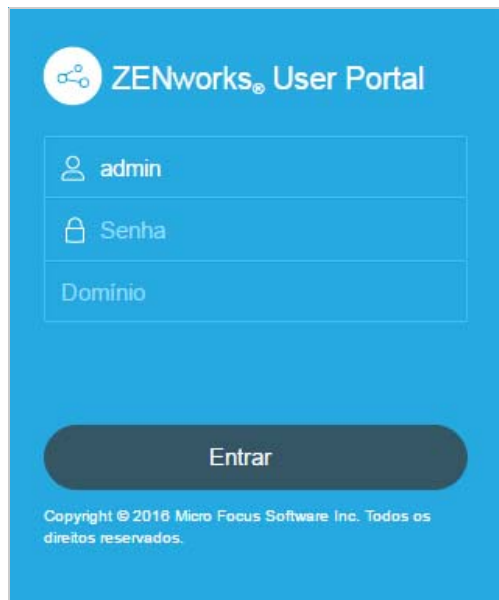 ZENworks® User Portal
admin
Senha
Domínio
Entrar
Copyright © 2016 Micro Focus Software Inc. Todos os
direitos reservados.